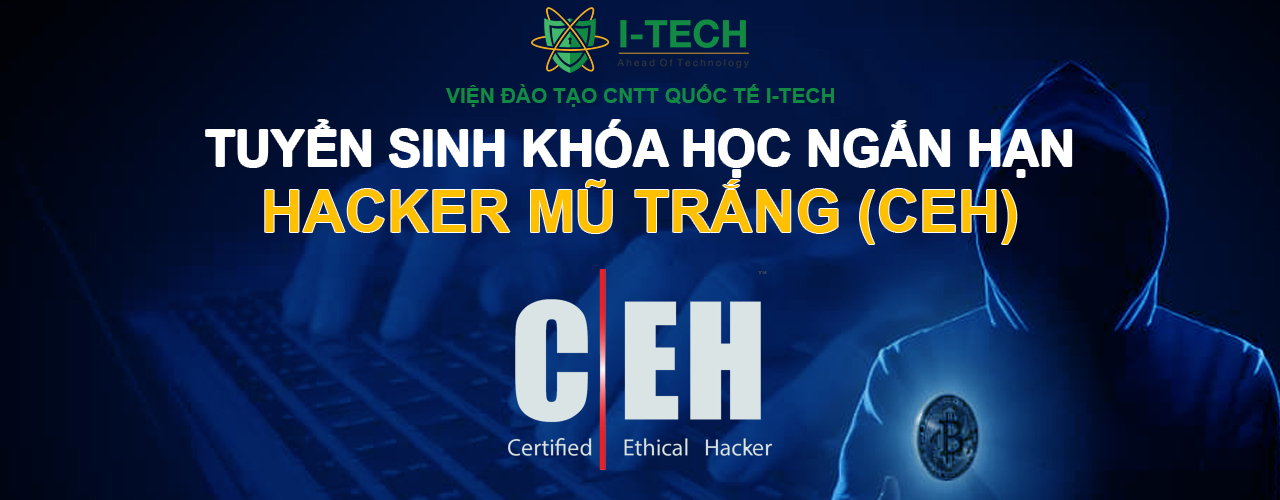 I-TECH
Ahead Of Technology
VIỆN ĐÀO TẠO CNTT QUỐC TẾ I-TECH
TUYỂN SINH KHÓA HỌC NGẮN HẠN
HACKER MŨ TRẮNG (CEH)
C|EH™
Certified Ethical Hacker